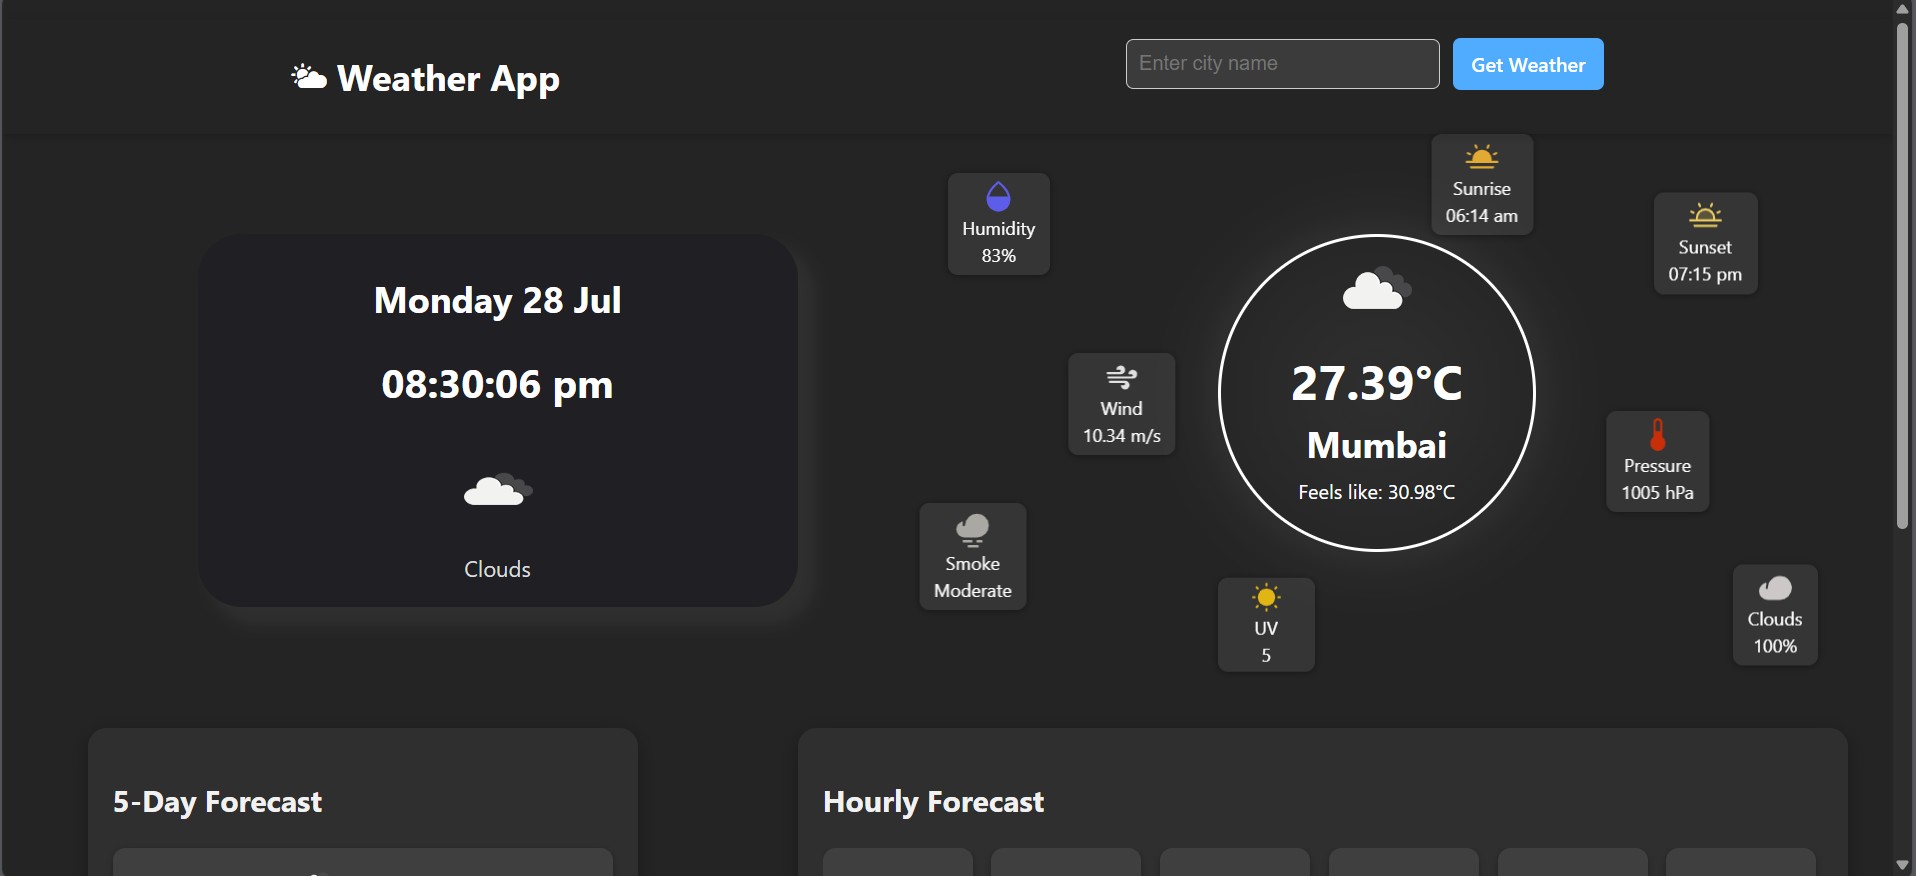 Weather App
Enter city name
Get Weather
Monday 28 Jul
08:30:06 pm
Clouds
Humidity
83%
Sunrise
06:14 am
Sunset
07:15 pm
Wind
10.34 m/s
27.39°C
Mumbai
Feels like: 30.98°C
Pressure
1005 hPa
Smoke
Moderate
UV
5
Clouds
100%
5-Day Forecast
Hourly Forecast